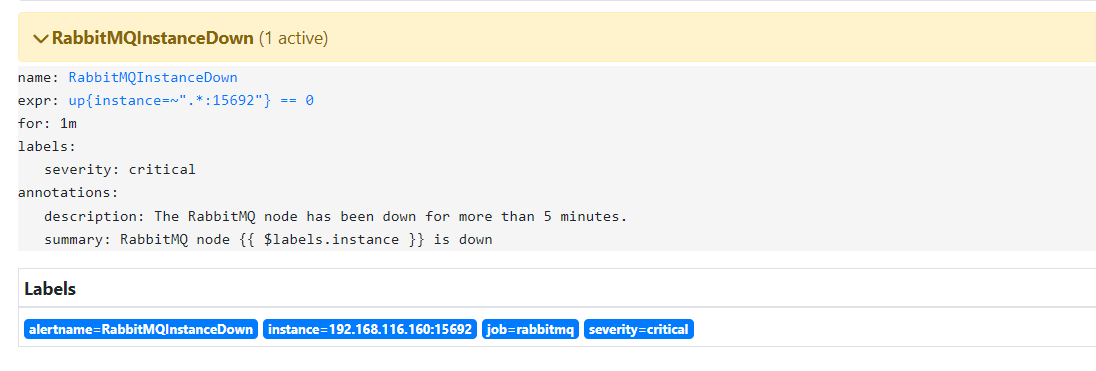 RabbitMQInstanceDown (1 active)
name: RabbitMQInstanceDown
expr: up{instance=~".*:15692"} == 0
for: 1m
labels:
severity: critical
annotations:
description: The RabbitMQ node has been down for more than 5 minutes.
summary: RabbitMQ node {{ $labels.instance }} is down
Labels
alertname=RabbitMQInstanceDown instance=192.168.116.160:15692 job=rabbitmq severity=critical